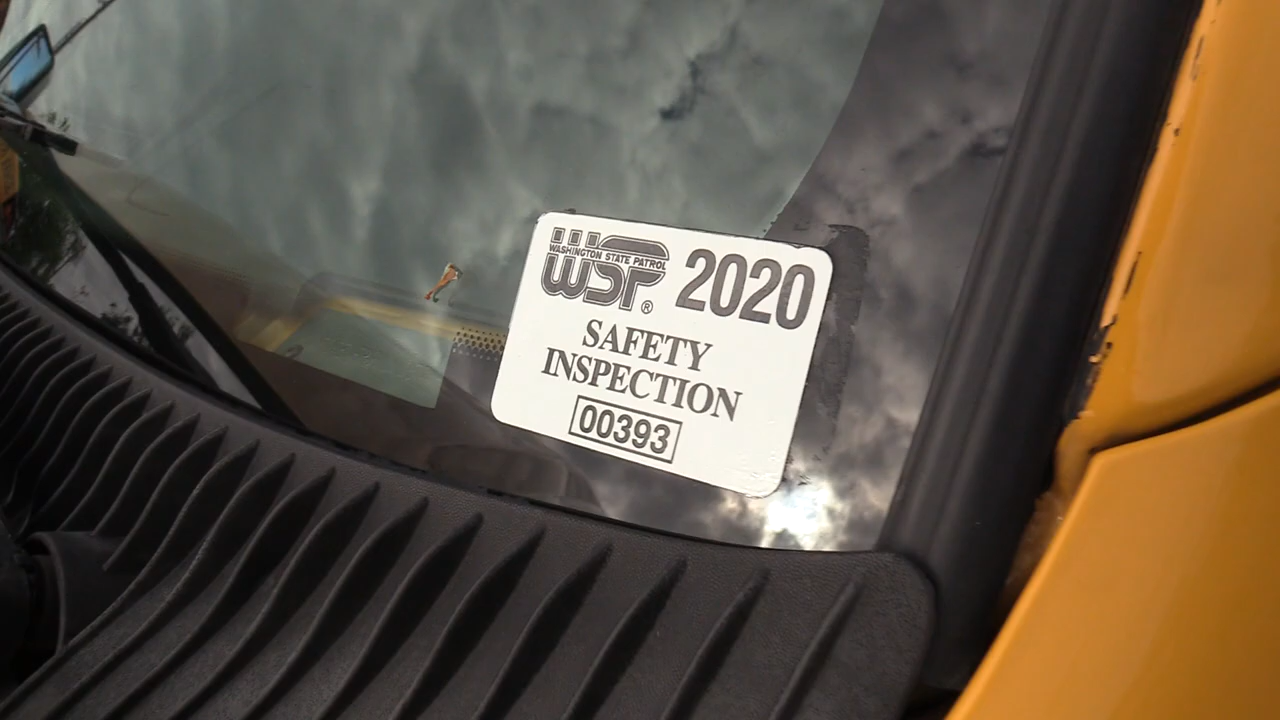 WASHINGTON STATE PATROL
WSP® 2020
SAFETY
INSPECTION
00393